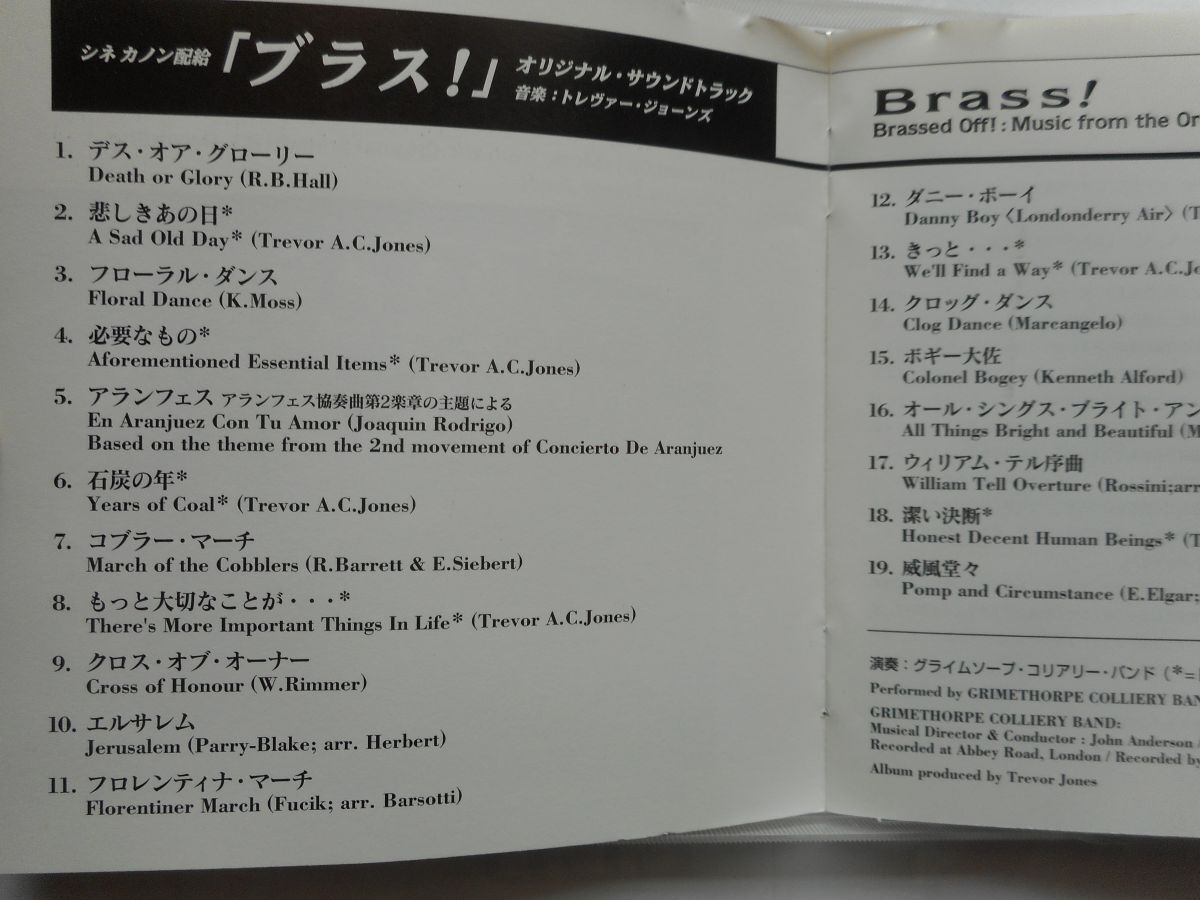 シネカノン配給「ブラス!」オリジナル・サウンドトラック
音楽:トレヴァー・ジョーンズ
1. デス・オア・グローリー
Death or Glory (R.B.Hall)
2. 悲しきあの日*
A Sad Old Day* (Trevor A.C.Jones)
3. フローラル・ダンス
Floral Dance (K.Moss)
4. 必要なもの*
Aforementioned Essential Items* (Trevor A.C.Jones)
5. アランフェス アランフェス協奏曲第2楽章の主題による
En Aranjuez Con Tu Amor (Joaquin Rodrigo)
Based on the theme from the 2nd movement of Concierto De Aranjuez
6. 石炭の年*
Years of Coal* (Trevor A.C.Jones)
7. コブラー・マーチ
March of the Cobblers (R.Barrett & E.Siebert)
8. もっと大切なことが・・・*
There's More Important Things In Life* (Trevor A.C.Jones)
9. クロス・オブ・オーナー
Cross of Honour (W.Rimmer)
10. エルサレム
Jerusalem (Parry-Blake; arr. Herbert)
11. フロレンティナ・マーチ
Florentiner March (Fucik; arr. Barsotti)
Brass!
Brassed Off! : Music from the Or
12. ダニー・ボーイ
Danny Boy〈Londonderry Air〉(T
13. きっと・・・*
We'll Find a Way* (Trevor A.C.Jo
14. クロッグ・ダンス
Clog Dance (Marcangelo)
15. ボギー大佐
Colonel Bogey (Kenneth Alford)
16. オール・シングス・ブライト・アン
All Things Bright and Beautiful (M
17. ウィリアム・テル序曲
William Tell Overture (Rossini;arr
18. 潔い決断*
Honest Decent Human Beings* (T
19. 威風堂々
Pomp and Circumstance (E.Elgar;
演奏:グライムソープ・コリアリー・バンド(*=
Performed by GRIMETHORPE COLLIERY BAN
GRIMETHORPE COLLIERY BAND:
Musical Director & Conductor : John Anderson /
Recorded at Abbey Road, London / Recorded by
Album produced by Trevor Jones